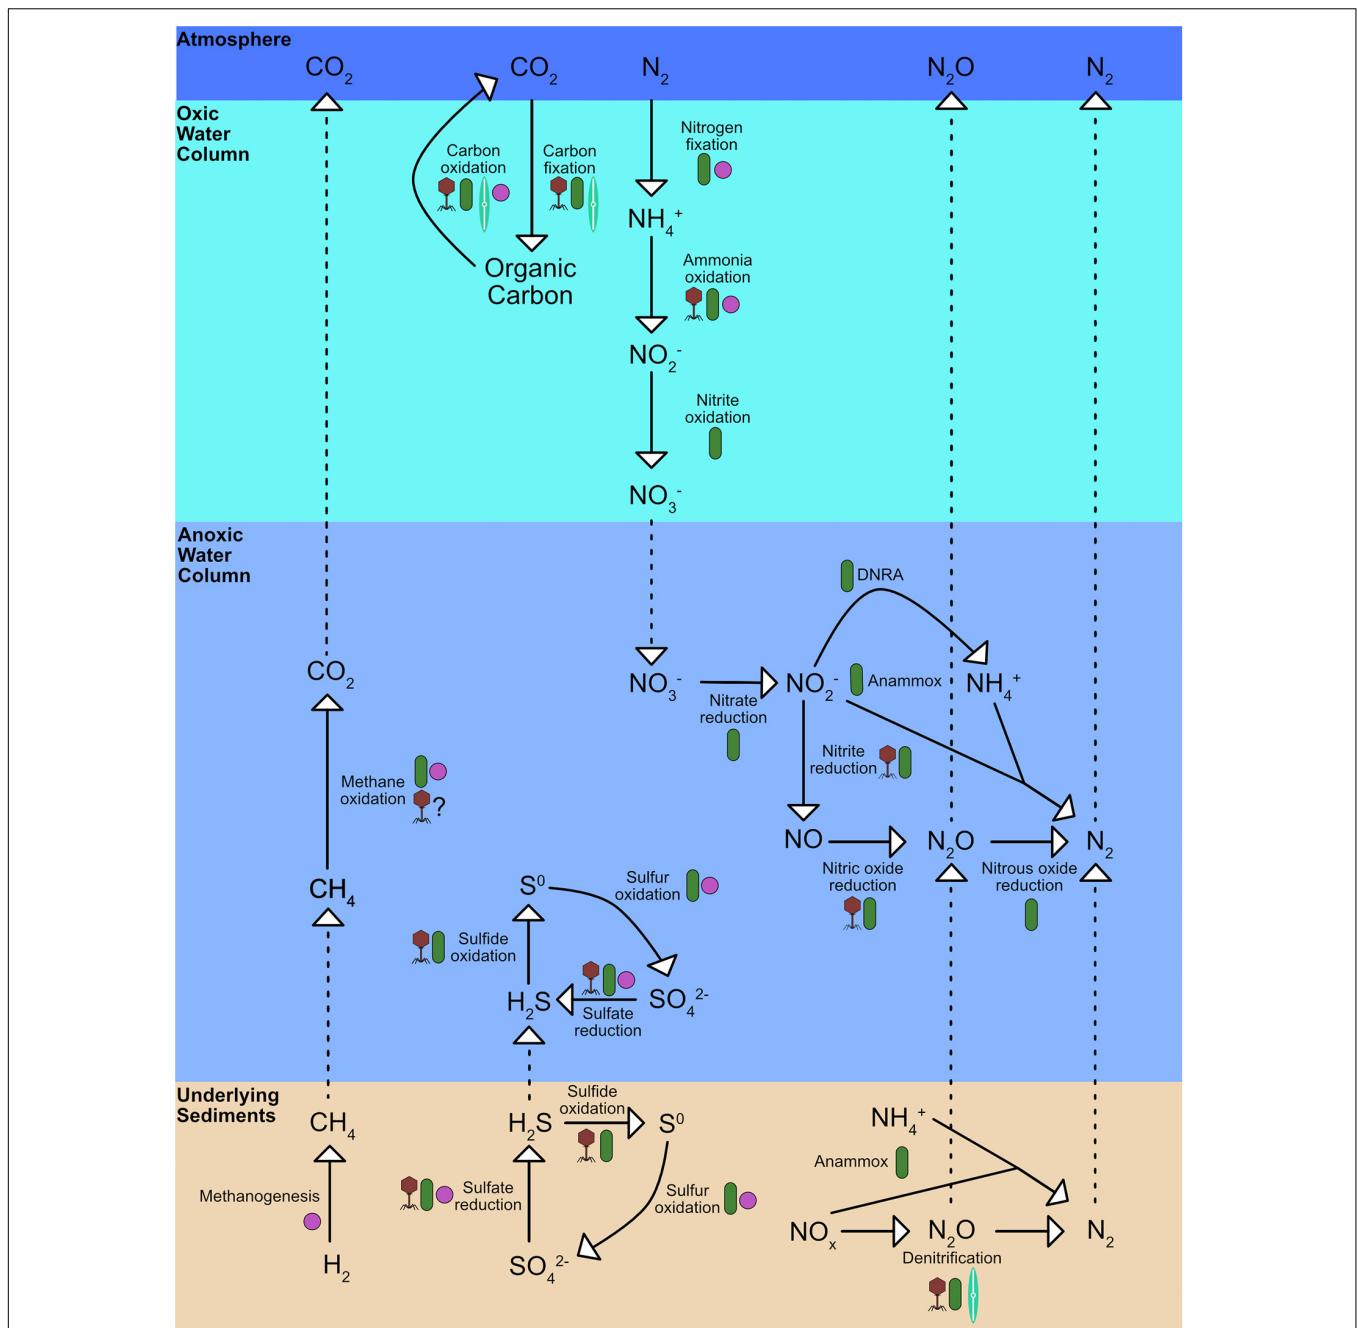 Atmosphere
CO₂
CO₂
N₂
N₂O
N₂
Oxic
Water
Column
Carbon
oxidation
Carbon
fixation
Nitrogen
fixation
NH₄⁺
Organic
Carbon
Ammonia
oxidation
NO₂⁻
Nitrite
oxidation
NO₃⁻
Anoxic
Water
Column
DNRA
CO₂
NO₃⁻
Nitrate
reduction
NO₂⁻
Anammox
NH₄⁺
Nitrite
reduction
Methane
oxidation
?
NO
N₂O
N₂
Nitric oxide
reduction
Nitrous oxide
reduction
CH₄
S⁰
Sulfur
oxidation
Sulfide
oxidation
H₂S
SO₄²⁻
Sulfate
reduction
Underlying
Sediments
CH₄
H₂S
Sulfide
oxidation
S⁰
NH₄⁺
Anammox
Methanogenesis
Sulfate
reduction
Sulfur
oxidation
NOₓ
N₂O
N₂
Denitrification
H₂
SO₄²⁻